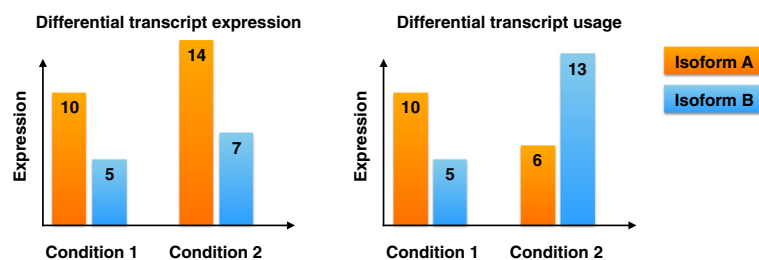 Differential transcript expression
Expression
10
5
14
7
Condition 1
Condition 2
Differential transcript usage
Expression
10
5
6
13
Condition 1
Condition 2
Isoform A
Isoform B